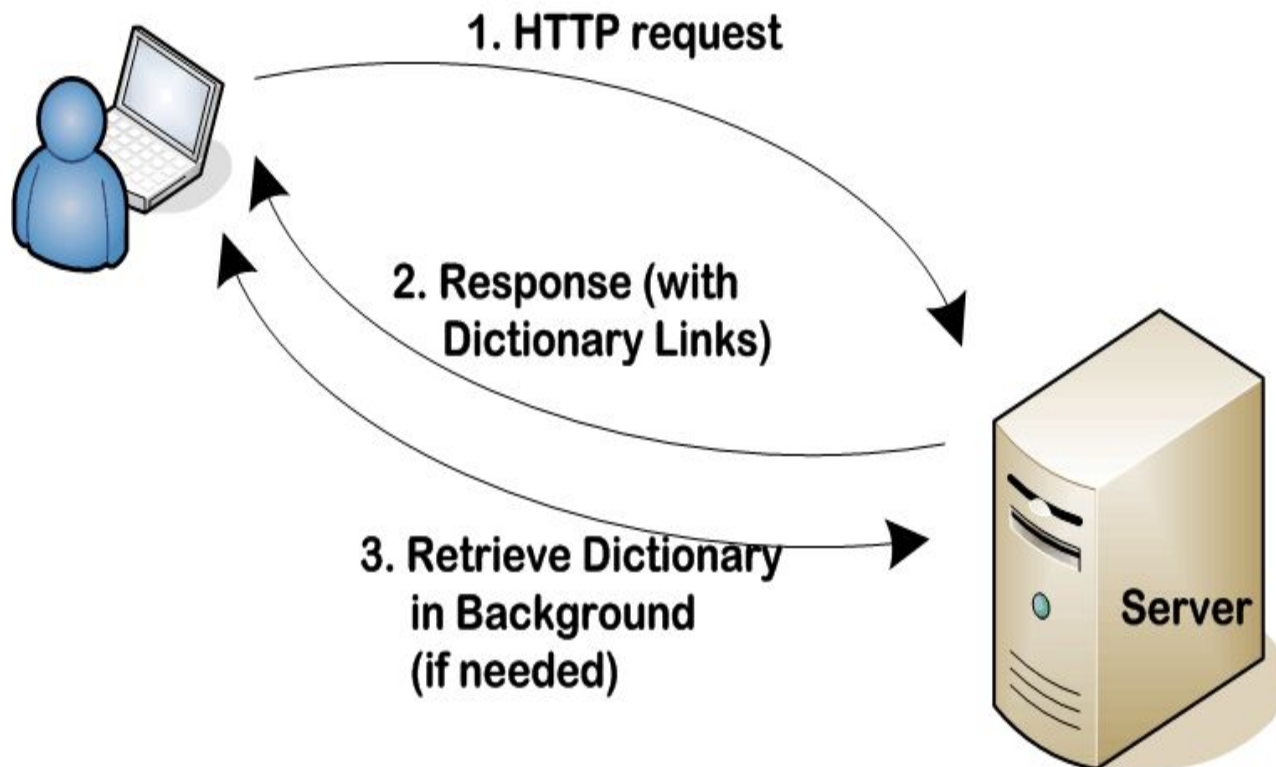 1. HTTP request
2. Response (with
Dictionary Links)
3. Retrieve Dictionary
in Background
(if needed)
Server